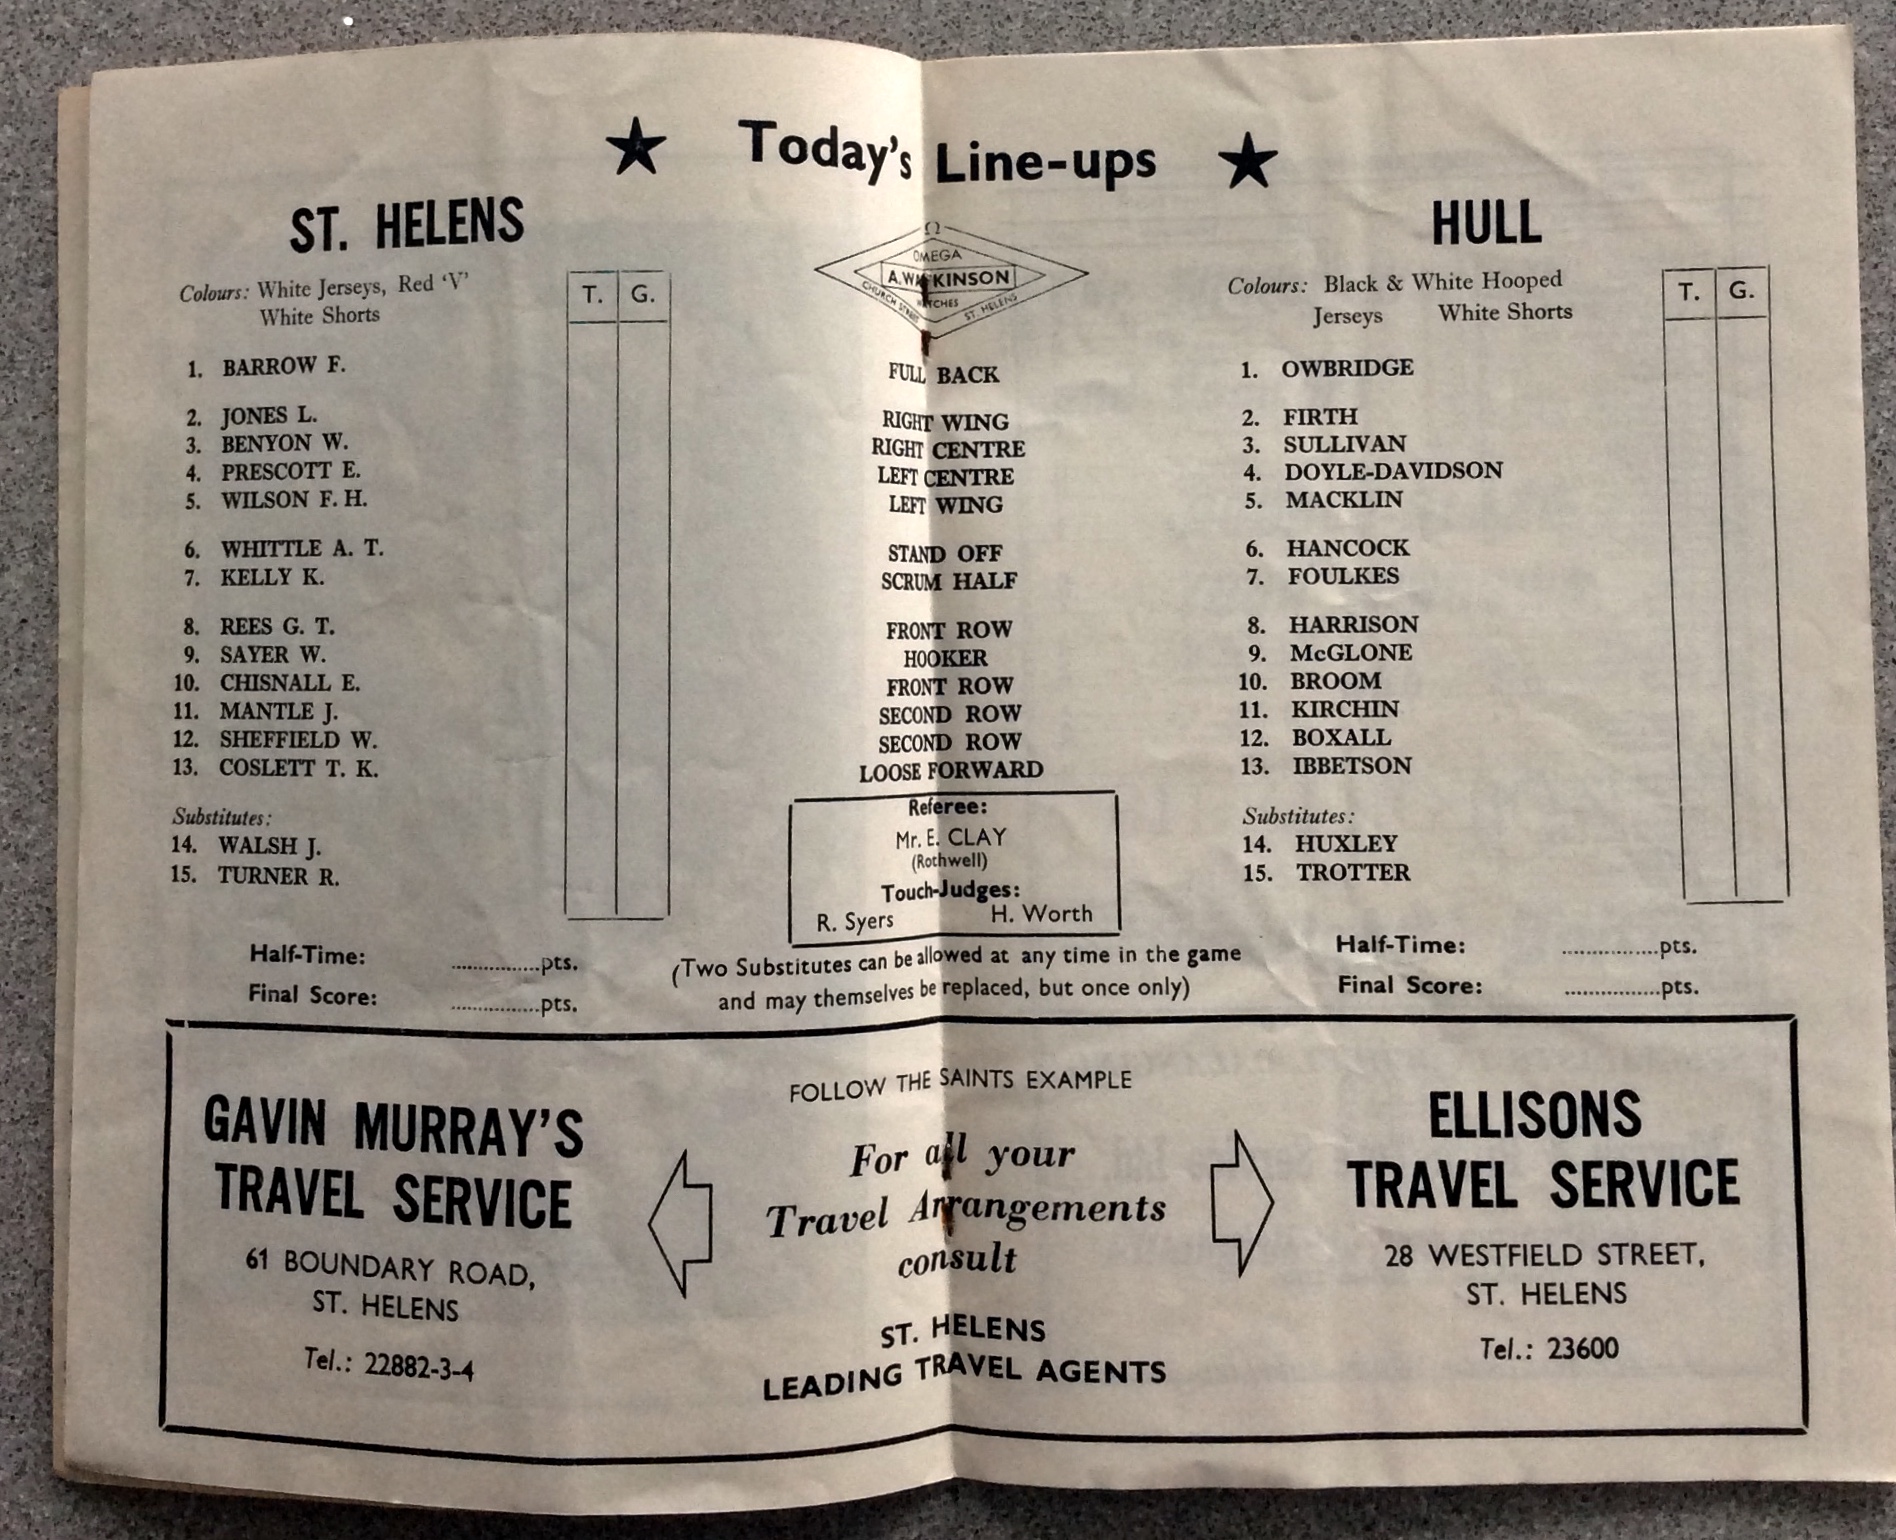 ★ Today's Line-ups ★
ST. HELENS
Colours: White Jerseys, Red 'V'
White Shorts
T. G.
1. BARROW F.
2. JONES L.
3. BENYON W.
4. PRESCOTT E.
5. WILSON F. H.
6. WHITTLE A. T.
7. KELLY K.
8. REES G. T.
9. SAYER W.
10. CHISNALL E.
11. MANTLE J.
12. SHEFFIELD W.
13. COSLETT T. K.
Substitutes:
14. WALSH J.
15. TURNER R.
Half-Time: ................pts.
Final Score: ................pts.
Ω
OMEGA
A. WILKINSON
WATCHES
CHURCH STREET
ST. HELENS
FULL BACK
RIGHT WING
RIGHT CENTRE
LEFT CENTRE
LEFT WING
STAND OFF
SCRUM HALF
FRONT ROW
HOOKER
FRONT ROW
SECOND ROW
SECOND ROW
LOOSE FORWARD
Referee:
Mr. E. CLAY
(Rothwell)
Touch-Judges:
R. Syers H. Worth
(Two Substitutes can be allowed at any time in the game
and may themselves be replaced, but once only)
HULL
Colours: Black & White Hooped
Jerseys White Shorts
T. G.
1. OWBRIDGE
2. FIRTH
3. SULLIVAN
4. DOYLE-DAVIDSON
5. MACKLIN
6. HANCOCK
7. FOULKES
8. HARRISON
9. McGLONE
10. BROOM
11. KIRCHIN
12. BOXALL
13. IBBETSON
Substitutes:
14. HUXLEY
15. TROTTER
Half-Time: ................pts.
Final Score: ................pts.
GAVIN MURRAY'S
TRAVEL SERVICE
61 BOUNDARY ROAD,
ST. HELENS
Tel.: 22882-3-4
FOLLOW THE SAINTS EXAMPLE
For all your
Travel Arrangements
consult
ST. HELENS
LEADING TRAVEL AGENTS
ELLISONS
TRAVEL SERVICE
28 WESTFIELD STREET,
ST. HELENS
Tel.: 23600